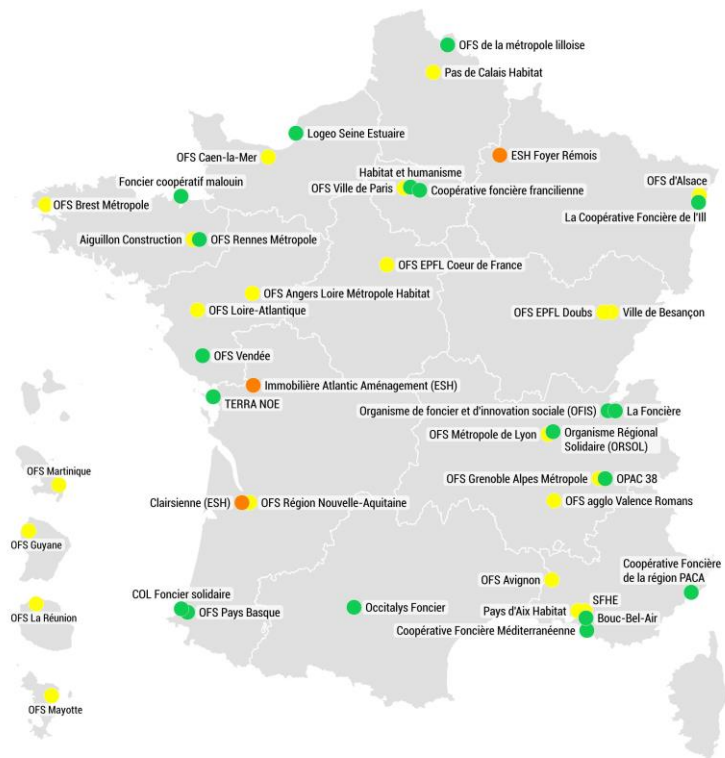 OFS de la métropole lilloise
Pas de Calais Habitat
Logeo Seine Estuaire
OFS Caen-la-Mer
ESH Foyer Rémois
Habitat et humanisme
Foncier coopératif malouin
OFS Ville de Paris
Coopérative foncière francilienne
OFS d'Alsace
OFS Brest Métropole
La Coopérative Foncière de l'Ill
Aiguillon Construction
OFS Rennes Métropole
OFS EPFL Coeur de France
OFS Angers Loire Métropole Habitat
OFS Loire-Atlantique
OFS EPFL Doubs
Ville de Besançon
OFS Vendée
Immobilière Atlantic Aménagement (ESH)
TERRA NOE
Organisme de foncier et d'innovation sociale (OFIS)
La Foncière
OFS Métropole de Lyon
Organisme Régional
Solidaire (ORSOL)
OFS Martinique
OFS Grenoble Alpes Métropole
OPAC 38
Clairsienne (ESH)
OFS Région Nouvelle-Aquitaine
OFS agglo Valence Romans
OFS Guyane
Coopérative Foncière
de la région PACA
OFS Avignon
COL Foncier solidaire
SFHE
OFS La Réunion
OFS Pays Basque
Occitalys Foncier
Pays d'Aix Habitat
Bouc-Bel-Air
Coopérative Foncière Méditerranéenne
OFS Mayotte